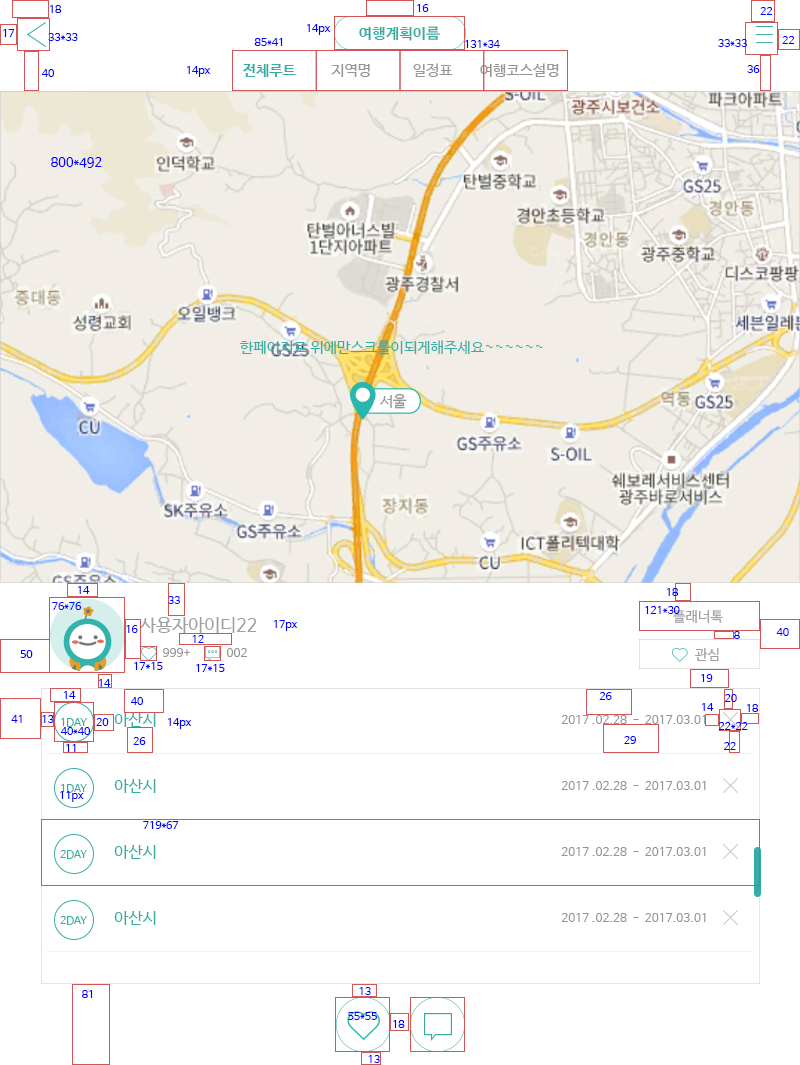 18
16
22
17
33*33
14px
여행계획이름
33*33
22
85*41
131*34
40
14px
전체루트
지역명
일정표
여행코스설명
36
S-OIL
광주시보건소
파크아파트
800*492
인덕학교
탄벌중학교
GS25
탄벌아너스빌
1단지아파트
경안초등학교
경안동
경안동
광주중학교
광주경찰서
디스코팡팡
중대동
성령교회
오일뱅크
GS25
세븐일레븐
한페이지로 위에만스크롤이되게해주세요~~~~~~
서울
역동
GS25
CU
GS주유소
S-OIL
쉐보레서비스센터
광주바로서비스
SK주유소
GS주유소
장지동
CU
ICT폴리텍대학
GS주유소
14
33
18
76*76
121*30
플래너톡
16
사용자아이디22
17px
12
8
40
50
999+
002
관심
17*15
17*15
14
19
14
40
26
20
41
13
1DAY
20
아산시
14px
2017 .02.28 - 2017.03.01
14
18
22*22
40*40
26
29
11
22
1DAY
11px
아산시
2017 .02.28 - 2017.03.01
719*67
2DAY
아산시
2017 .02.28 - 2017.03.01
2DAY
아산시
2017 .02.28 - 2017.03.01
81
13
55*55
18
13